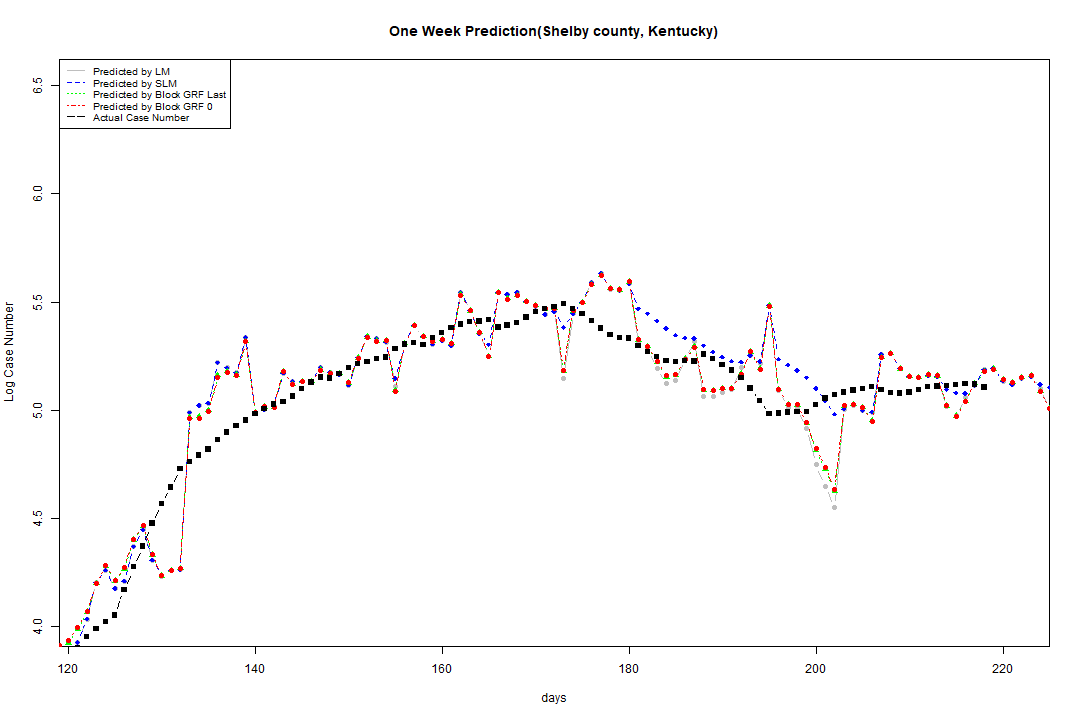 One Week Prediction(Shelby county, Kentucky)
Predicted by LM
Predicted by SLM
Predicted by Block GRF Last
Predicted by Block GRF 0
Actual Case Number
6.5
6.0
5.5
5.0
4.5
4.0
Log Case Number
120 140 160 180 200 220
days